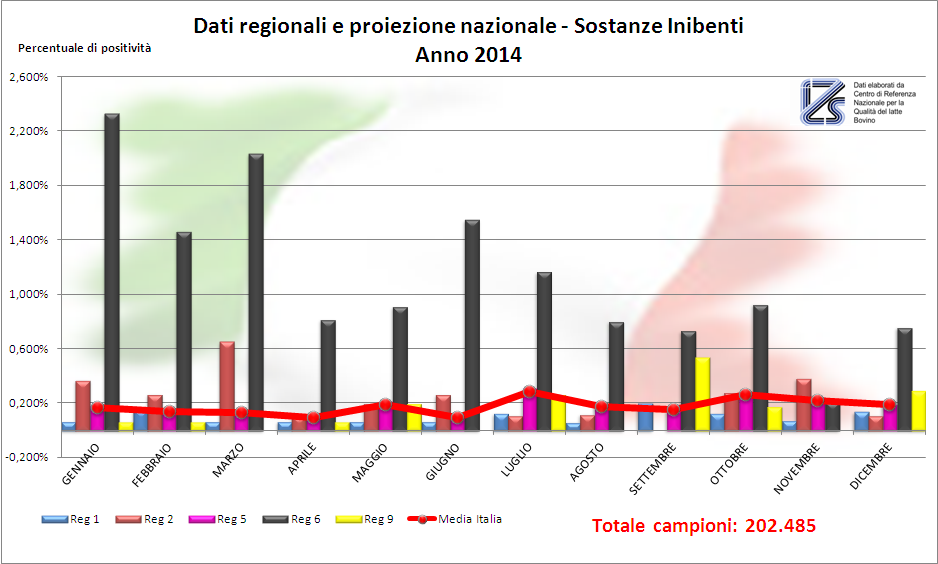 Dati regionali e proiezione nazionale - Sostanze Inibenti
Anno 2014
Percentuale di positività
Dati elaborati da
Centro di Referenza
Nazionale per la
Qualità del latte
Bovino
IZS
2,600%
2,200%
1,800%
1,400%
1,000%
0,600%
0,200%
-0,200%
GENNAIO
FEBBRAIO
MARZO
APRILE
MAGGIO
GIUGNO
LUGLIO
AGOSTO
SETTEMBRE
OTTOBRE
NOVEMBRE
DICEMBRE
Reg 1 Reg 2 Reg 5 Reg 6 Reg 9 Media Italia
Totale campioni: 202.485